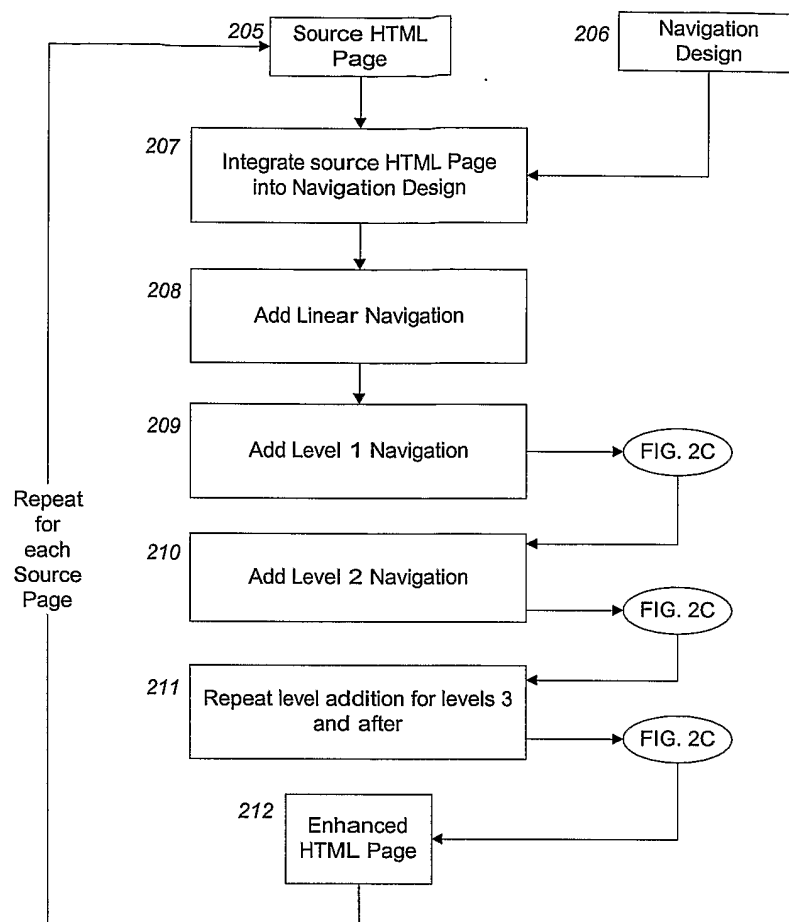 205
Source HTML
Page
206
Navigation
Design
207
Integrate source HTML Page
into Navigation Design
208
Add Linear Navigation
209
Add Level 1 Navigation
FIG. 2C
Repeat
for
each
Source
Page
210
Add Level 2 Navigation
FIG. 2C
211
Repeat level addition for levels 3
and after
FIG. 2C
212
Enhanced
HTML Page